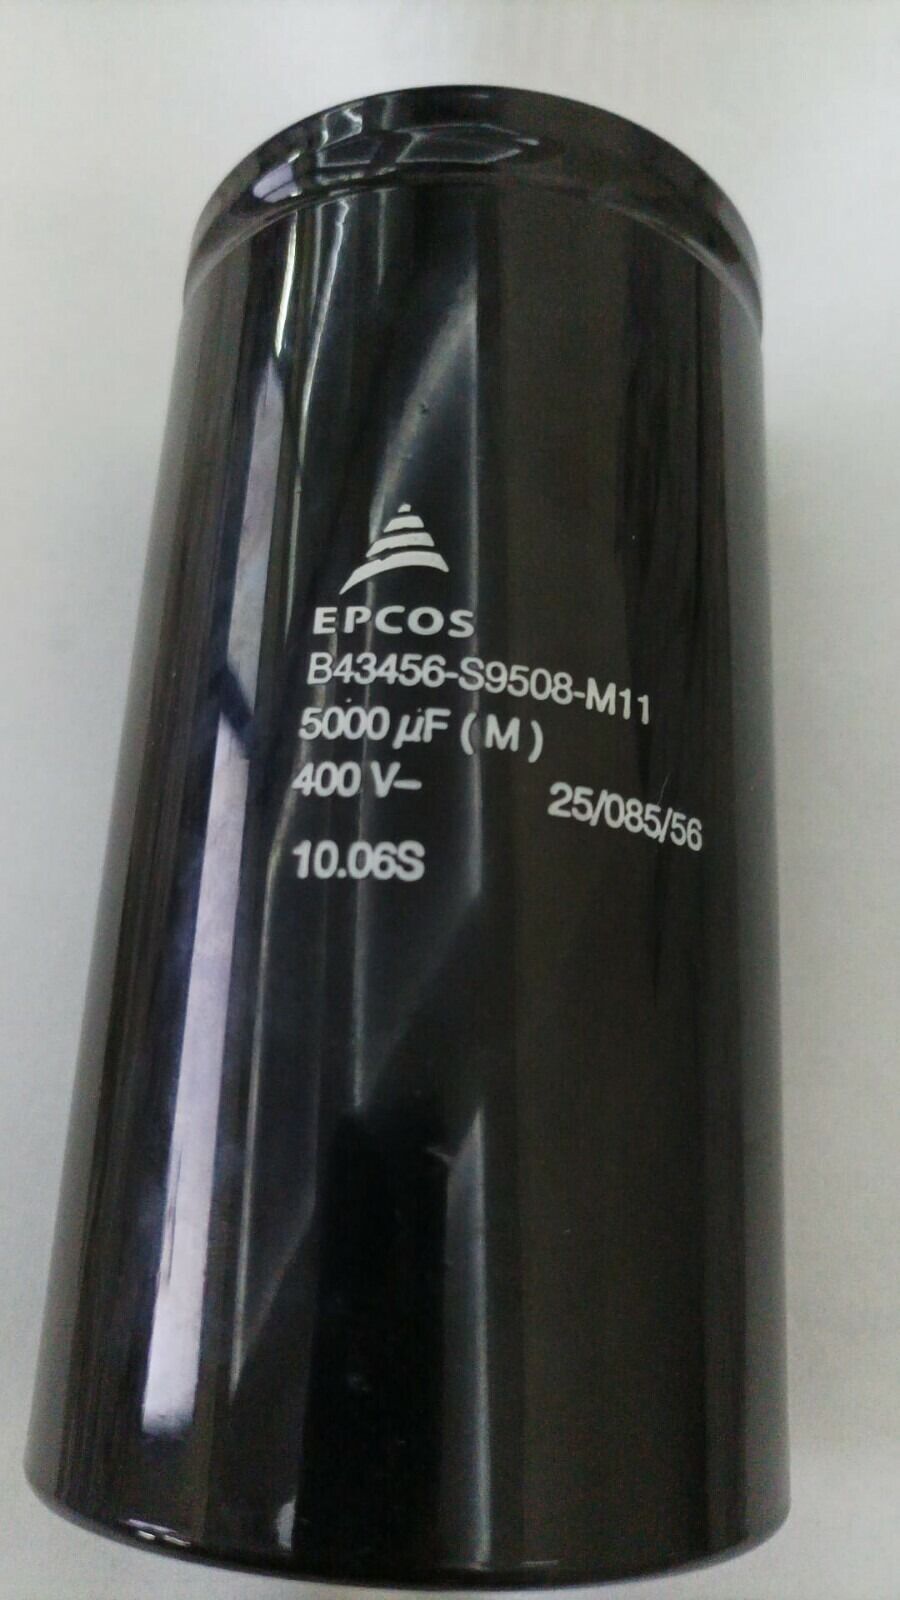 EPCOS
B43456-S9508-M11
5000 µF ( M )
400 V–
25/085/56
10.06S